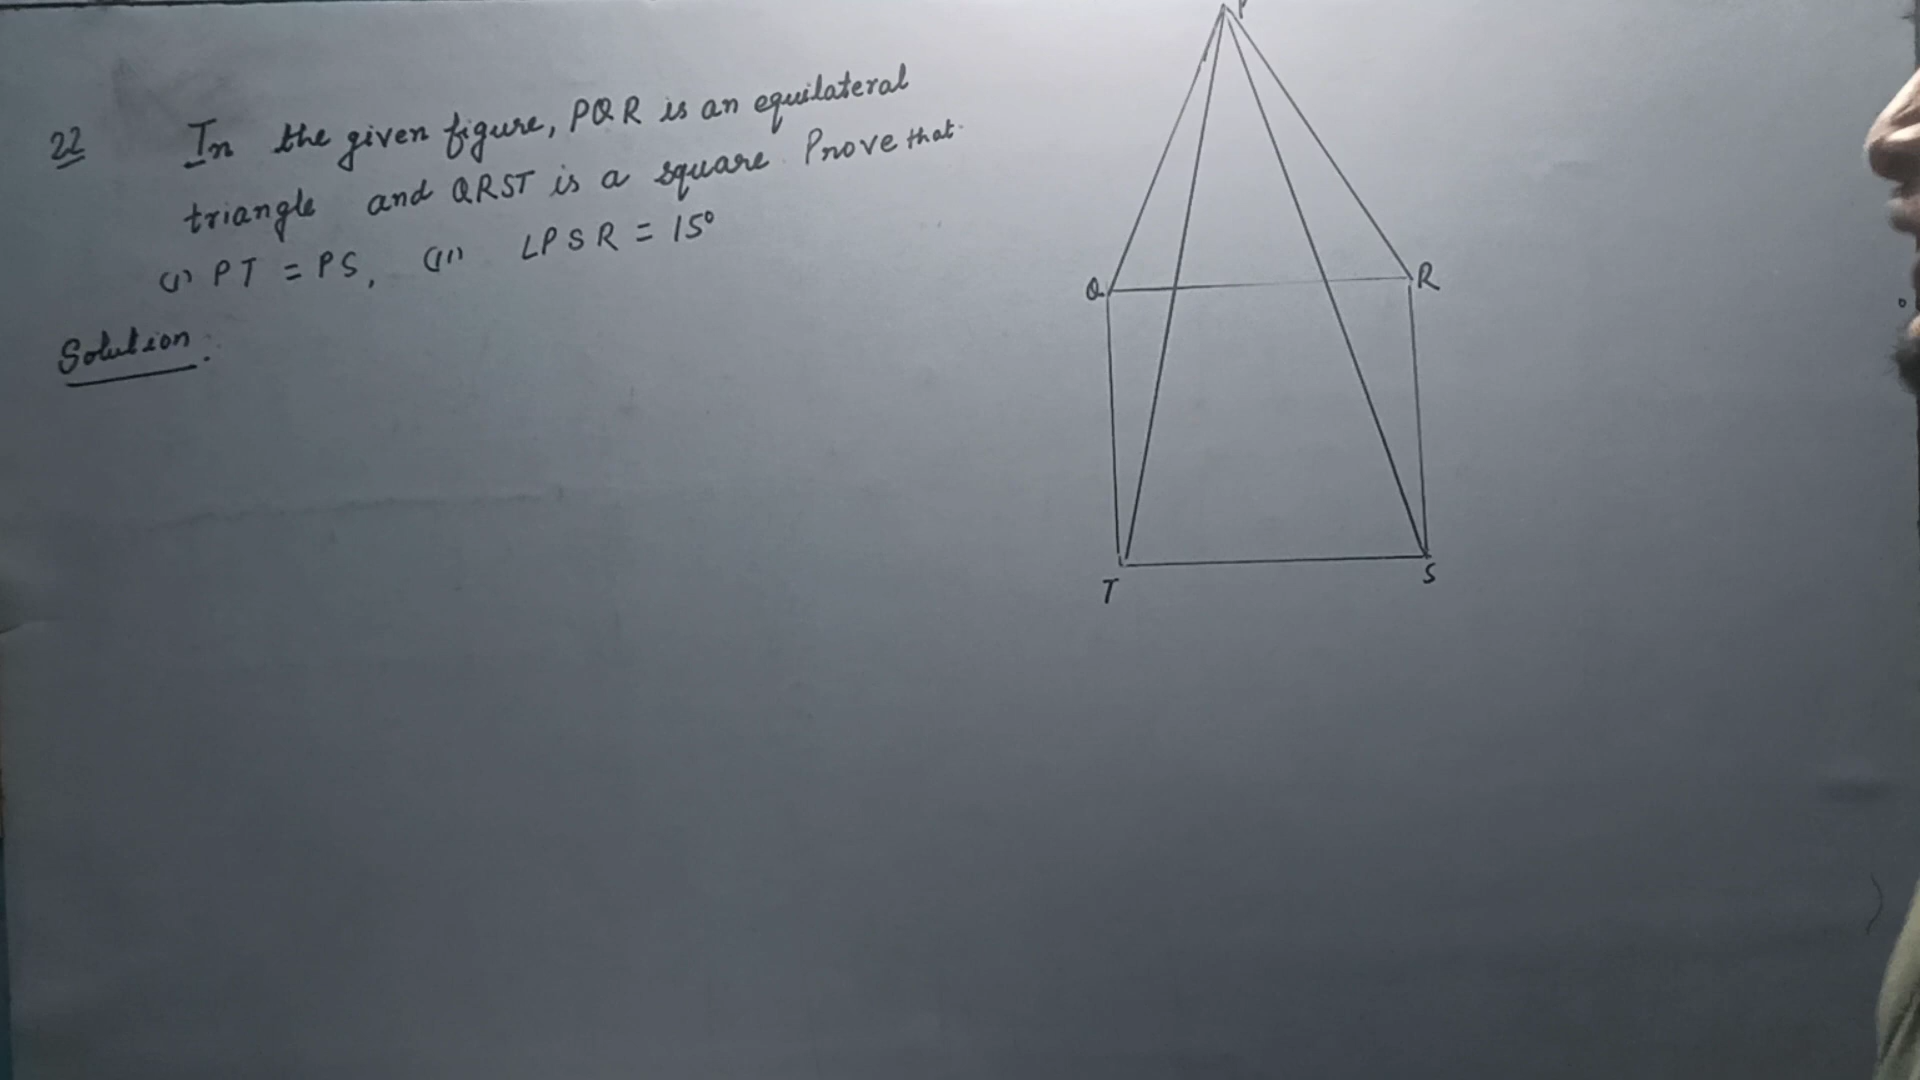 22 In the given figure, PQR is an equilateral
triangle and QRST is a square. Prove that.
(i) PT = PS, (ii) ∠PSR = 15°
Solution.
P
Q
R
T
S